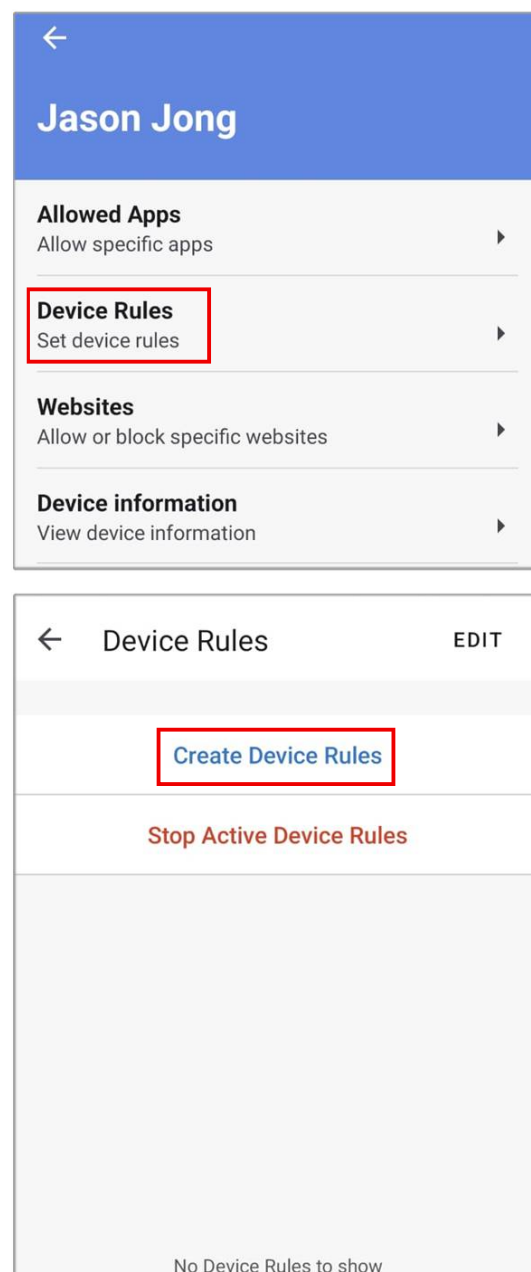 Jason Jong
Allowed Apps
Allow specific apps
Device Rules
Set device rules
Websites
Allow or block specific websites
Device information
View device information
Device Rules EDIT
Create Device Rules
Stop Active Device Rules
No Device Rules to show